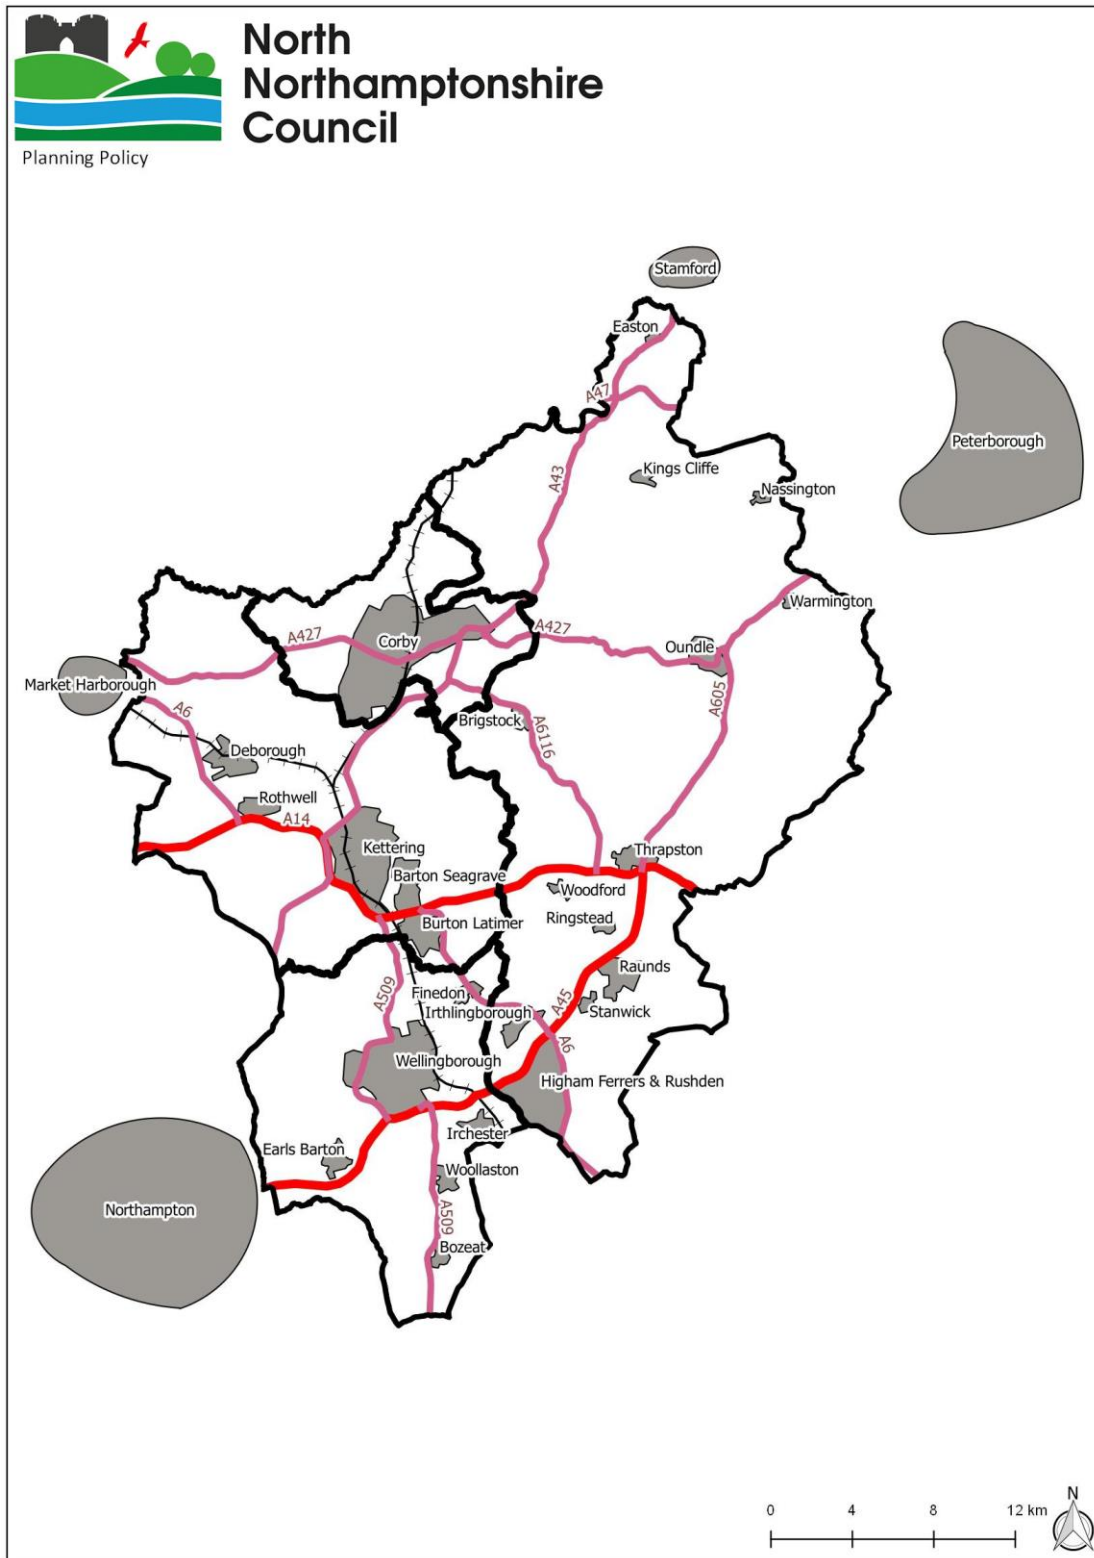 North
Northamptonshire
Council
Planning Policy
Stamford
Easton
A47
Peterborough
Kings Cliffe
A43
Nassington
Warmington
A427
A427
Corby
Oundle
Market Harborough
A6
A605
Brigstock
A6116
Deborough
Rothwell
A14
Kettering
Thrapston
Barton Seagrave
Woodford
Burton Latimer
Ringstead
Raunds
A509
Finedon
A45
Irthlingborough
Stanwick
A6
Wellingborough
Higham Ferrers & Rushden
Irchester
Earls Barton
Woollaston
Northampton
A509
Bozeat
N
0 4 8 12 km